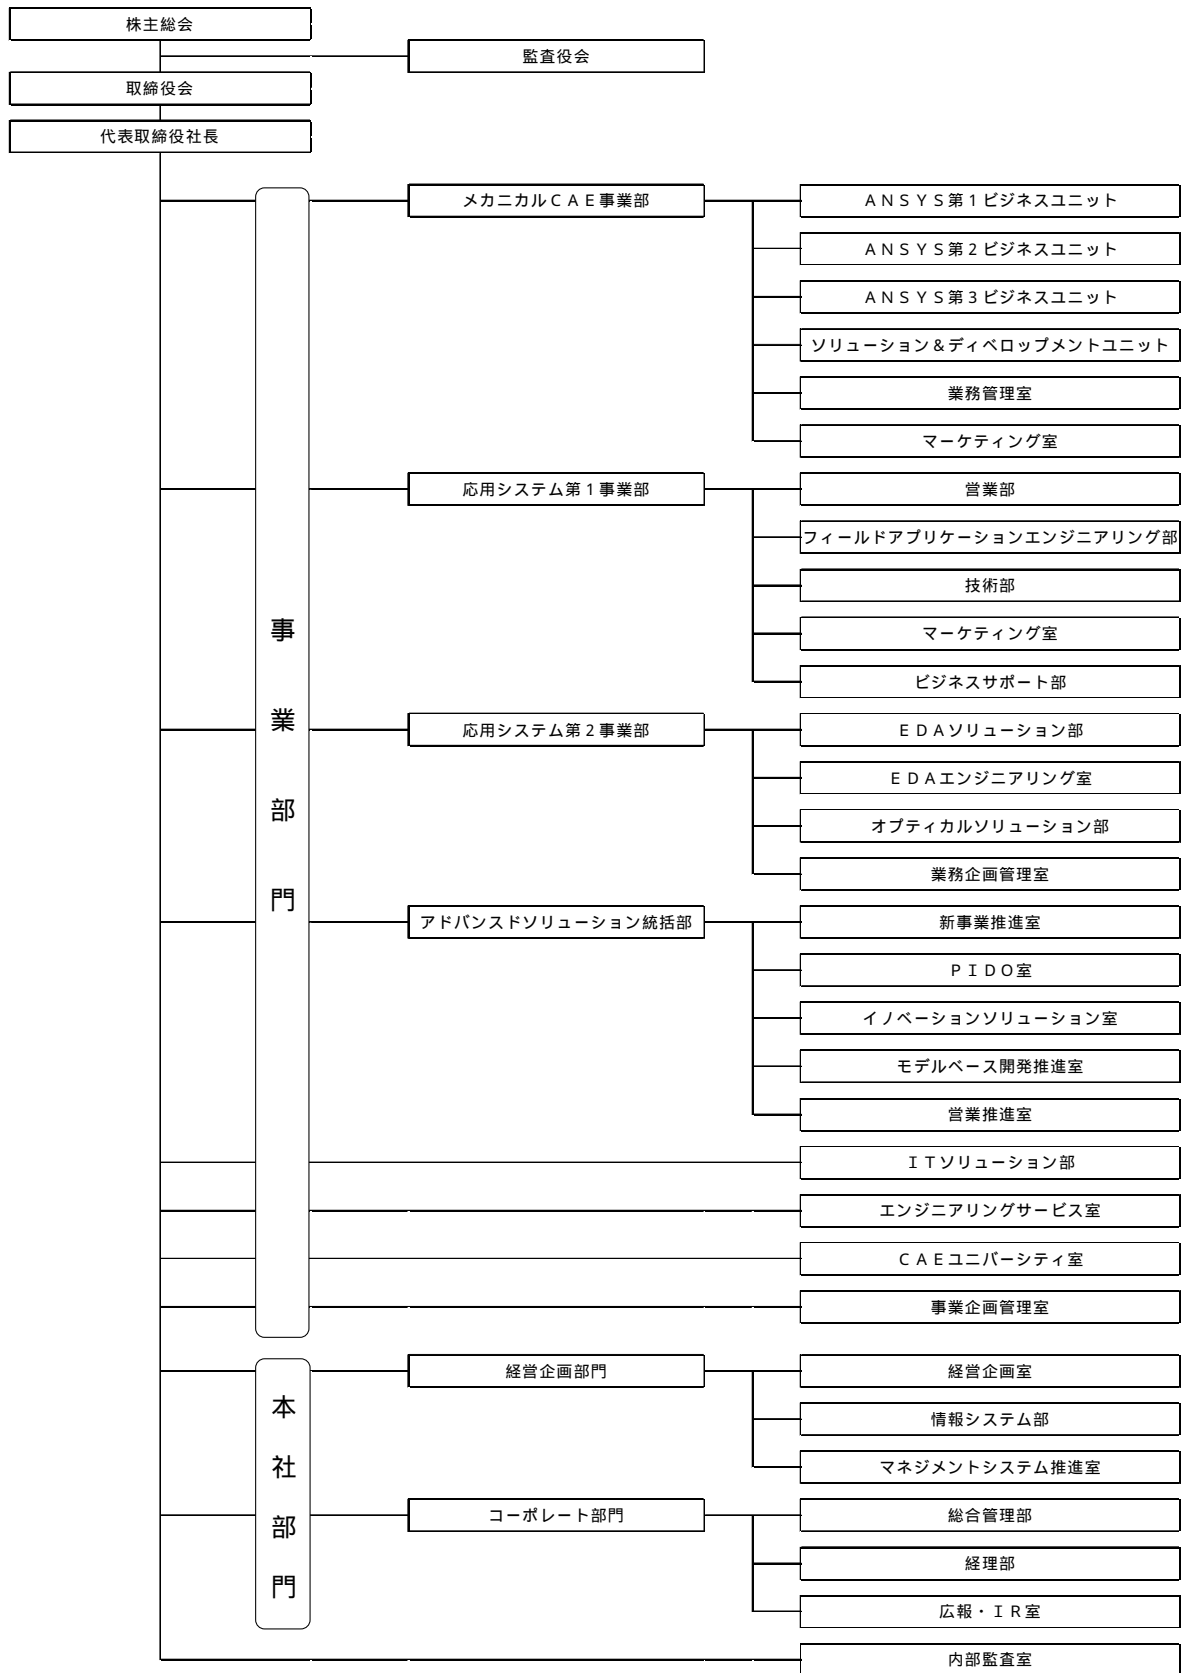 株主総会
監査役会
取締役会
代表取締役社長
事業部門
メカニカルＣＡＥ事業部
ＡＮＳＹＳ第１ビジネスユニット
ＡＮＳＹＳ第２ビジネスユニット
ＡＮＳＹＳ第３ビジネスユニット
ソリューション＆ディベロップメントユニット
業務管理室
マーケティング室
応用システム第１事業部
営業部
フィールドアプリケーションエンジニアリング部
技術部
マーケティング室
ビジネスサポート部
応用システム第２事業部
ＥＤＡソリューション部
ＥＤＡエンジニアリング室
オプティカルソリューション部
業務企画管理室
アドバンスドソリューション統括部
新事業推進室
ＰＩＤＯ室
イノベーションソリューション室
モデルベース開発推進室
営業推進室
ＩＴソリューション部
エンジニアリングサービス室
ＣＡＥユニバーシティ室
事業企画管理室
本社部門
経営企画部門
経営企画室
情報システム部
マネジメントシステム推進室
コーポレート部門
総合管理部
経理部
広報・ＩＲ室
内部監査室